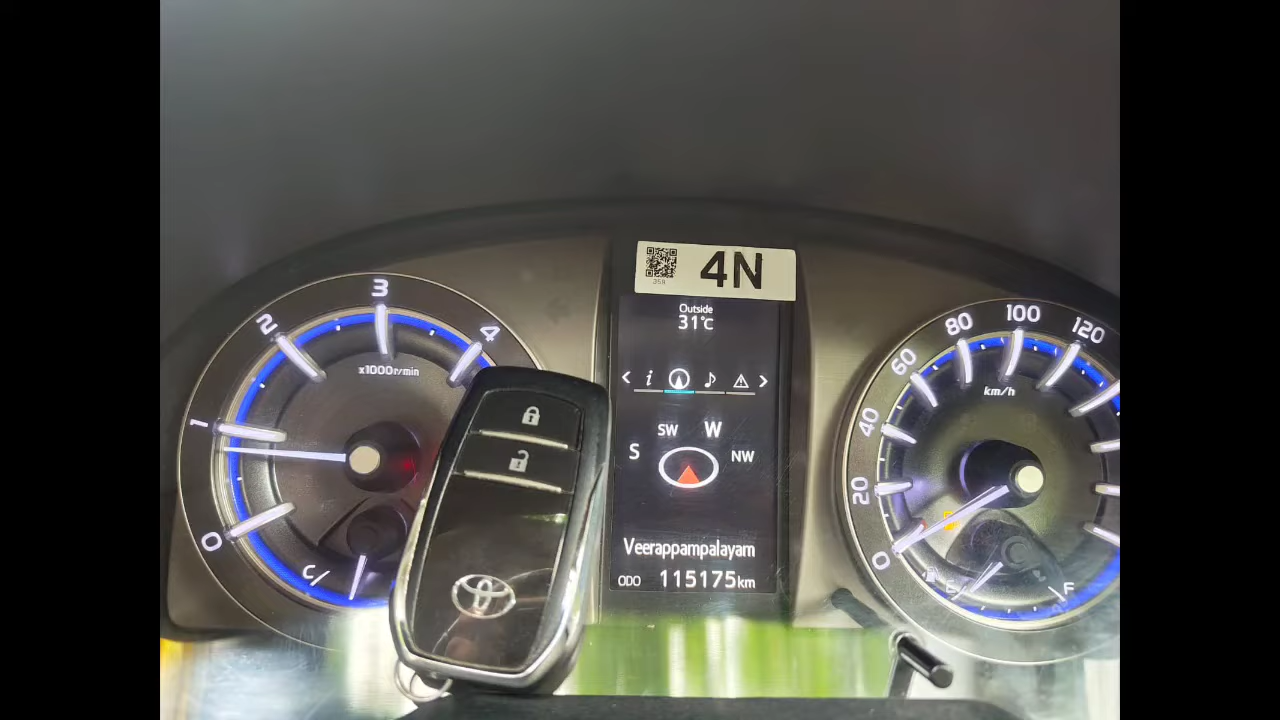 4N
359
Outside
31°C
i
SW W
S NW
Veerappampalayam
ODO 115175km
0 1 2 3 4
x1000r/min
C
0 20 40 60 80 100 120
km/h
E F